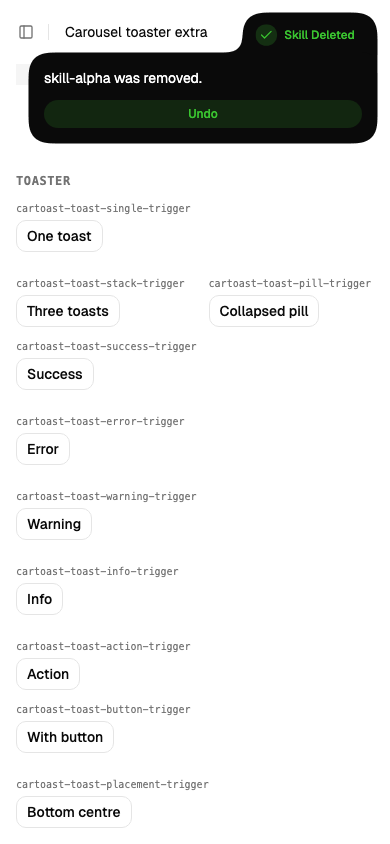 Carousel toaster extra
Skill Deleted
skill-alpha was removed.
Undo
TOASTER
cartoast-toast-single-trigger
One toast
cartoast-toast-stack-trigger
cartoast-toast-pill-trigger
Three toasts
Collapsed pill
cartoast-toast-success-trigger
Success
cartoast-toast-error-trigger
Error
cartoast-toast-warning-trigger
Warning
cartoast-toast-info-trigger
Info
cartoast-toast-action-trigger
Action
cartoast-toast-button-trigger
With button
cartoast-toast-placement-trigger
Bottom centre